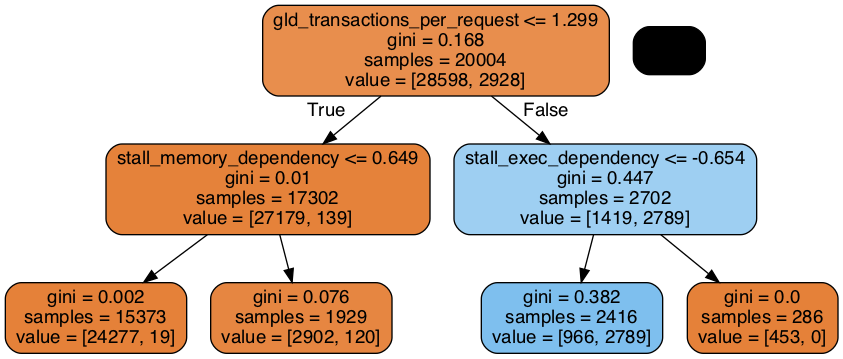 gld_transactions_per_request <= 1.299
gini = 0.168
samples = 20004
value = [28598, 2928]
True
False
stall_memory_dependency <= 0.649
gini = 0.01
samples = 17302
value = [27179, 139]
stall_exec_dependency <= -0.654
gini = 0.447
samples = 2702
value = [1419, 2789]
gini = 0.002
samples = 15373
value = [24277, 19]
gini = 0.076
samples = 1929
value = [2902, 120]
gini = 0.382
samples = 2416
value = [966, 2789]
gini = 0.0
samples = 286
value = [453, 0]